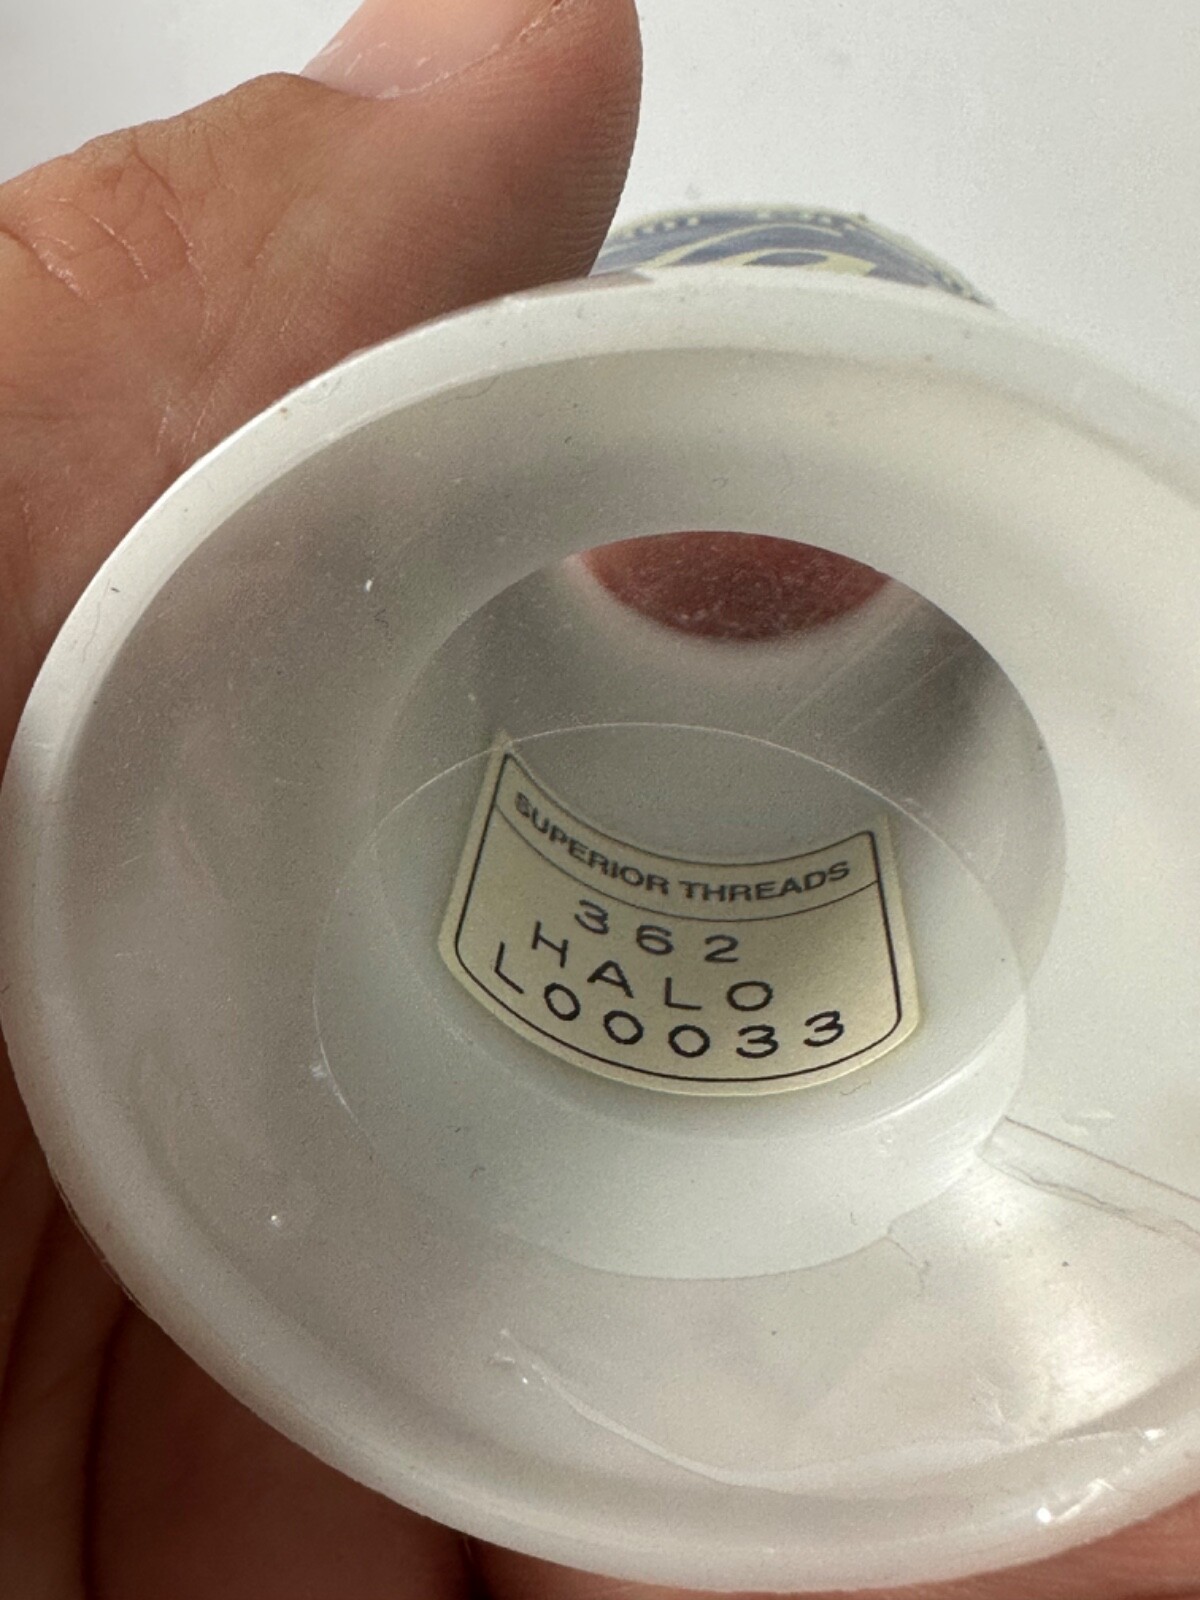 SUPERIOR THREADS
362
HALO
L00033